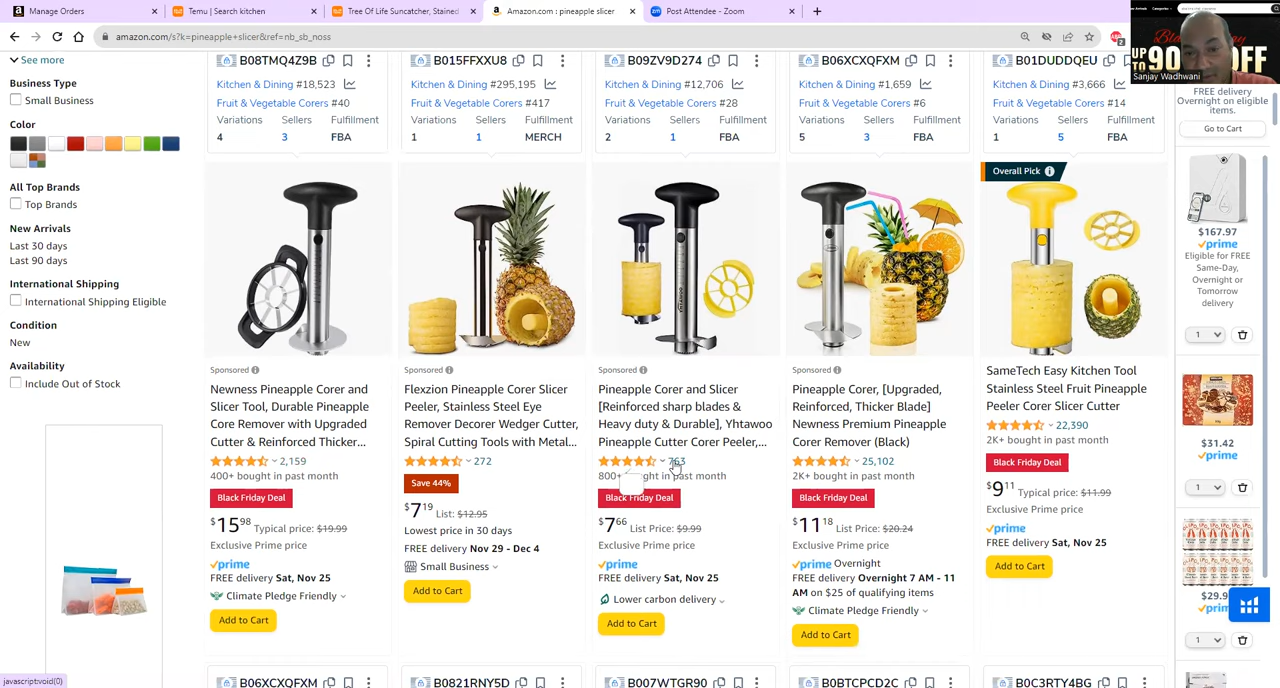 Manage Orders
Temu | Search kitchen
Tree Of Life Suncatcher, Stained
Amazon.com : pineapple slicer
Post Attendee - Zoom
amazon.com/s?k=pineapple+slicer&ref=nb_sb_noss
UP TO 90% OFF
Sanjay Wadhwani
See more
Business Type
Small Business
Color
All Top Brands
Top Brands
New Arrivals
Last 30 days
Last 90 days
International Shipping
International Shipping Eligible
Condition
New
Availability
Include Out of Stock
B08TMQ4Z9B
Kitchen & Dining #18,523
Fruit & Vegetable Corers #40
Variations Sellers Fulfillment
4 3 FBA
B015FFXXU8
Kitchen & Dining #295,195
Fruit & Vegetable Corers #417
Variations Sellers Fulfillment
1 1 MERCH
B09ZV9D274
Kitchen & Dining #12,706
Fruit & Vegetable Corers #28
Variations Sellers Fulfillment
2 1 FBA
B06XCXQFXM
Kitchen & Dining #1,659
Fruit & Vegetable Corers #6
Variations Sellers Fulfillment
5 3 FBA
B01DUDDQEU
Kitchen & Dining #3,666
Fruit & Vegetable Corers #14
Variations Sellers Fulfillment
1 5 FBA
Sponsored
Newness Pineapple Corer and
Slicer Tool, Durable Pineapple
Core Remover with Upgraded
Cutter & Reinforced Thicker...
2,159
400+ bought in past month
Black Friday Deal
$15 98 Typical price: $19.99
Exclusive Prime price
prime
FREE delivery Sat, Nov 25
Climate Pledge Friendly
Add to Cart
Sponsored
Flexzion Pineapple Corer Slicer
Peeler, Stainless Steel Eye
Remover Decorer Wedger Cutter,
Spiral Cutting Tools with Metal...
272
Save 44%
$7 19 List: $12.95
Lowest price in 30 days
FREE delivery Nov 29 - Dec 4
Small Business
Add to Cart
Sponsored
Pineapple Corer and Slicer
[Reinforced sharp blades &
Heavy duty & Durable], Yhtawoo
Pineapple Cutter Corer Peeler,...
763
800+ bought in past month
Black Friday Deal
$7 66 List Price: $9.99
Exclusive Prime price
prime
FREE delivery Sat, Nov 25
Lower carbon delivery
Add to Cart
Sponsored
Pineapple Corer, [Upgraded,
Reinforced, Thicker Blade]
Newness Premium Pineapple
Corer Remover (Black)
25,102
2K+ bought in past month
Black Friday Deal
$11 18 List Price: $20.24
Exclusive Prime price
prime Overnight
FREE delivery Overnight 7 AM - 11
AM on $25 of qualifying items
Climate Pledge Friendly
Add to Cart
Overall Pick
SameTech Easy Kitchen Tool
Stainless Steel Fruit Pineapple
Peeler Corer Slicer Cutter
22,390
2K+ bought in past month
Black Friday Deal
$9 11 Typical price: $11.99
Exclusive Prime price
prime
FREE delivery Sat, Nov 25
Add to Cart
FREE delivery
Overnight on eligible
items.
Go to Cart
$167.97
prime
Eligible for FREE
Same-Day,
Overnight or
Tomorrow
delivery
1
$31.42
prime
1
$29.9
prim
1
javascript:void(0)
B06XCXQFXM
B0821RNY5D
B007WTGR90
B0BTCPCD2C
B0C3RTY4BG